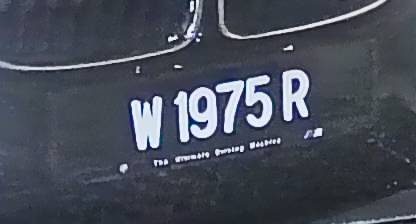 W 1975 R
The Ultimate Driving Machine